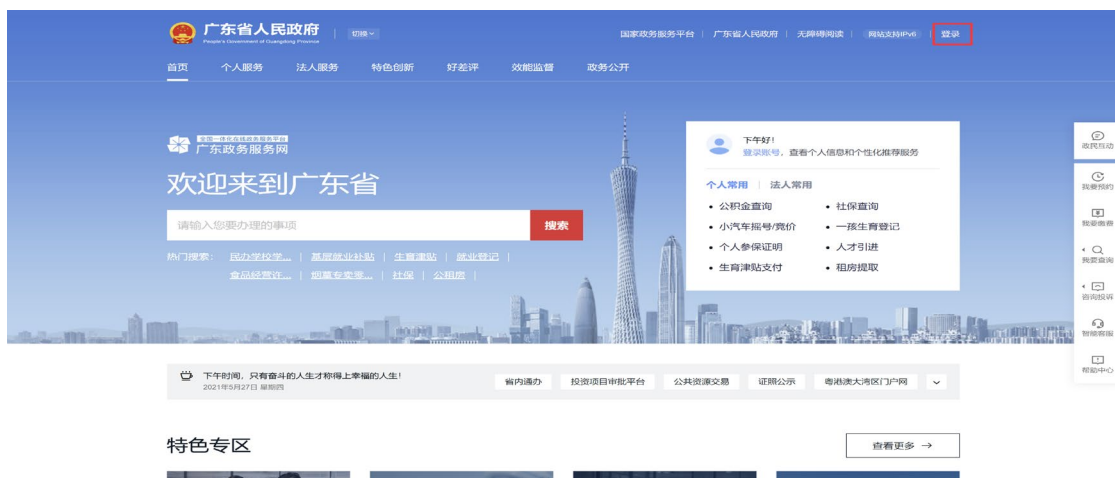 广东省人民政府 | 切换
People's Government of Guangdong Province
国家政务服务平台 | 广东省人民政府 | 无障碍阅读 | 网站支持IPv6 | 登录
首页 个人服务 法人服务 特色创新 好差评 效能监督 政务公开
全国一体化在线政务服务平台
广东政务服务网
欢迎来到广东省
请输入您要办理的事项 搜索
热门搜索: 民办学校学... | 基层就业补贴 | 生育津贴 | 就业登记 |
食品经营许... | 烟草专卖零... | 社保 | 公租房 |
下午好!
登录账号,查看个人信息和个性化推荐服务
个人常用 | 法人常用
• 公积金查询 • 社保查询
• 小汽车摇号/竞价 • 一孩生育登记
• 个人参保证明 • 人才引进
• 生育津贴支付 • 租房提取
政民互动
我要预约
我要缴费
我要查询
咨询投诉
智能客服
帮助中心
下午时间,只有奋斗的人生才称得上幸福的人生!
2021年5月27日 星期四
省内通办 投资项目审批平台 公共资源交易 证照公示 粤港澳大湾区门户网
特色专区
查看更多 →